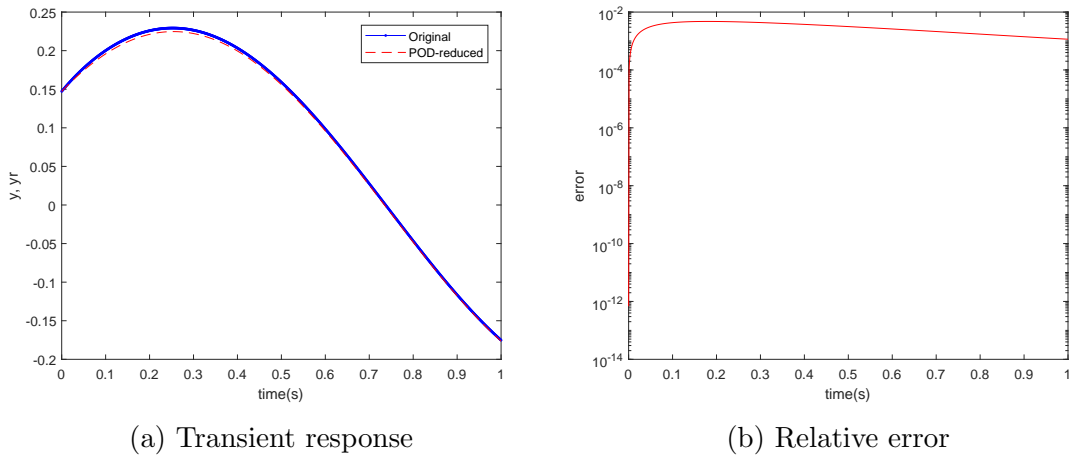 0.25
0.2
0.15
0.1
0.05
0
-0.05
-0.1
-0.15
-0.2
y, yr
0 0.1 0.2 0.3 0.4 0.5 0.6 0.7 0.8 0.9 1
time(s)
Original
POD-reduced
(a) Transient response
10^-2
10^-4
10^-6
10^-8
10^-10
10^-12
10^-14
error
0 0.1 0.2 0.3 0.4 0.5 0.6 0.7 0.8 0.9 1
time(s)
(b) Relative error